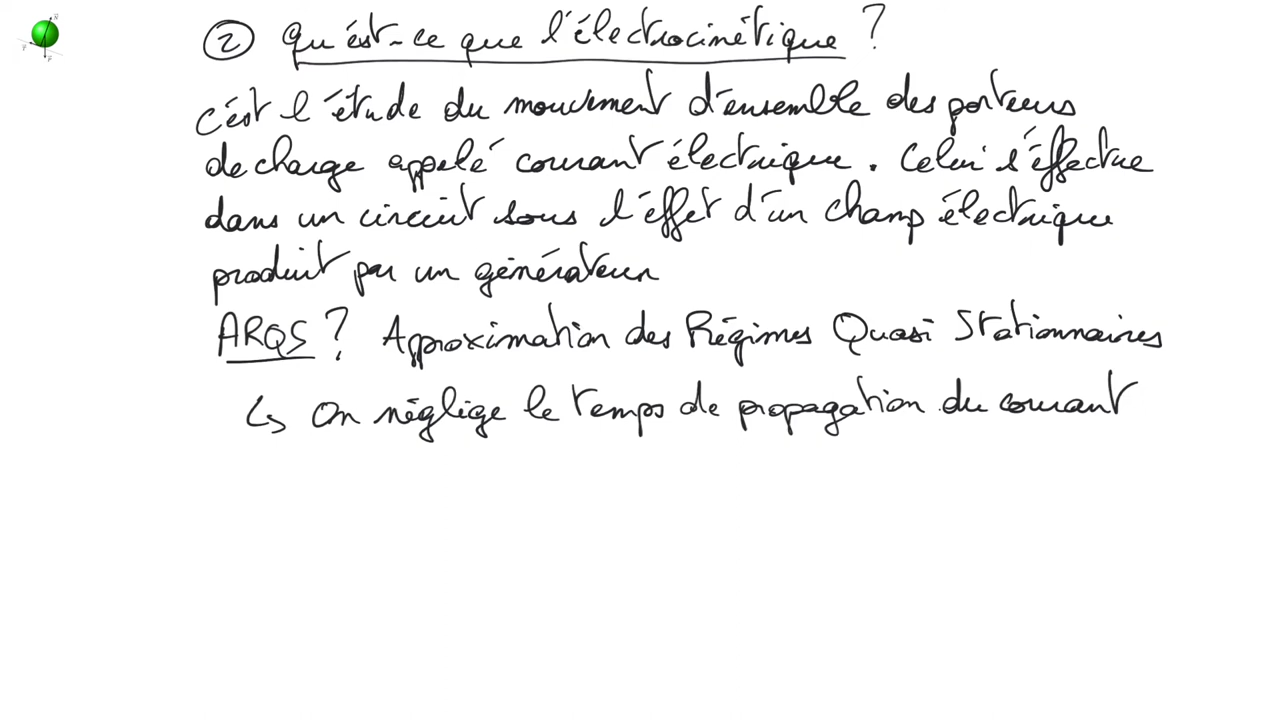 ② Qu'est-ce que l'électrocinétique ?
C'est l'étude du mouvement d'ensemble des porteurs
de charge appelé courant électrique. Celui s'effectue
dans un circuit sous l'effet d'un champ électrique
produit par un générateur
ARQS ? Approximation des Régimes Quasi Stationnaires
↳ On néglige le temps de propagation du courant